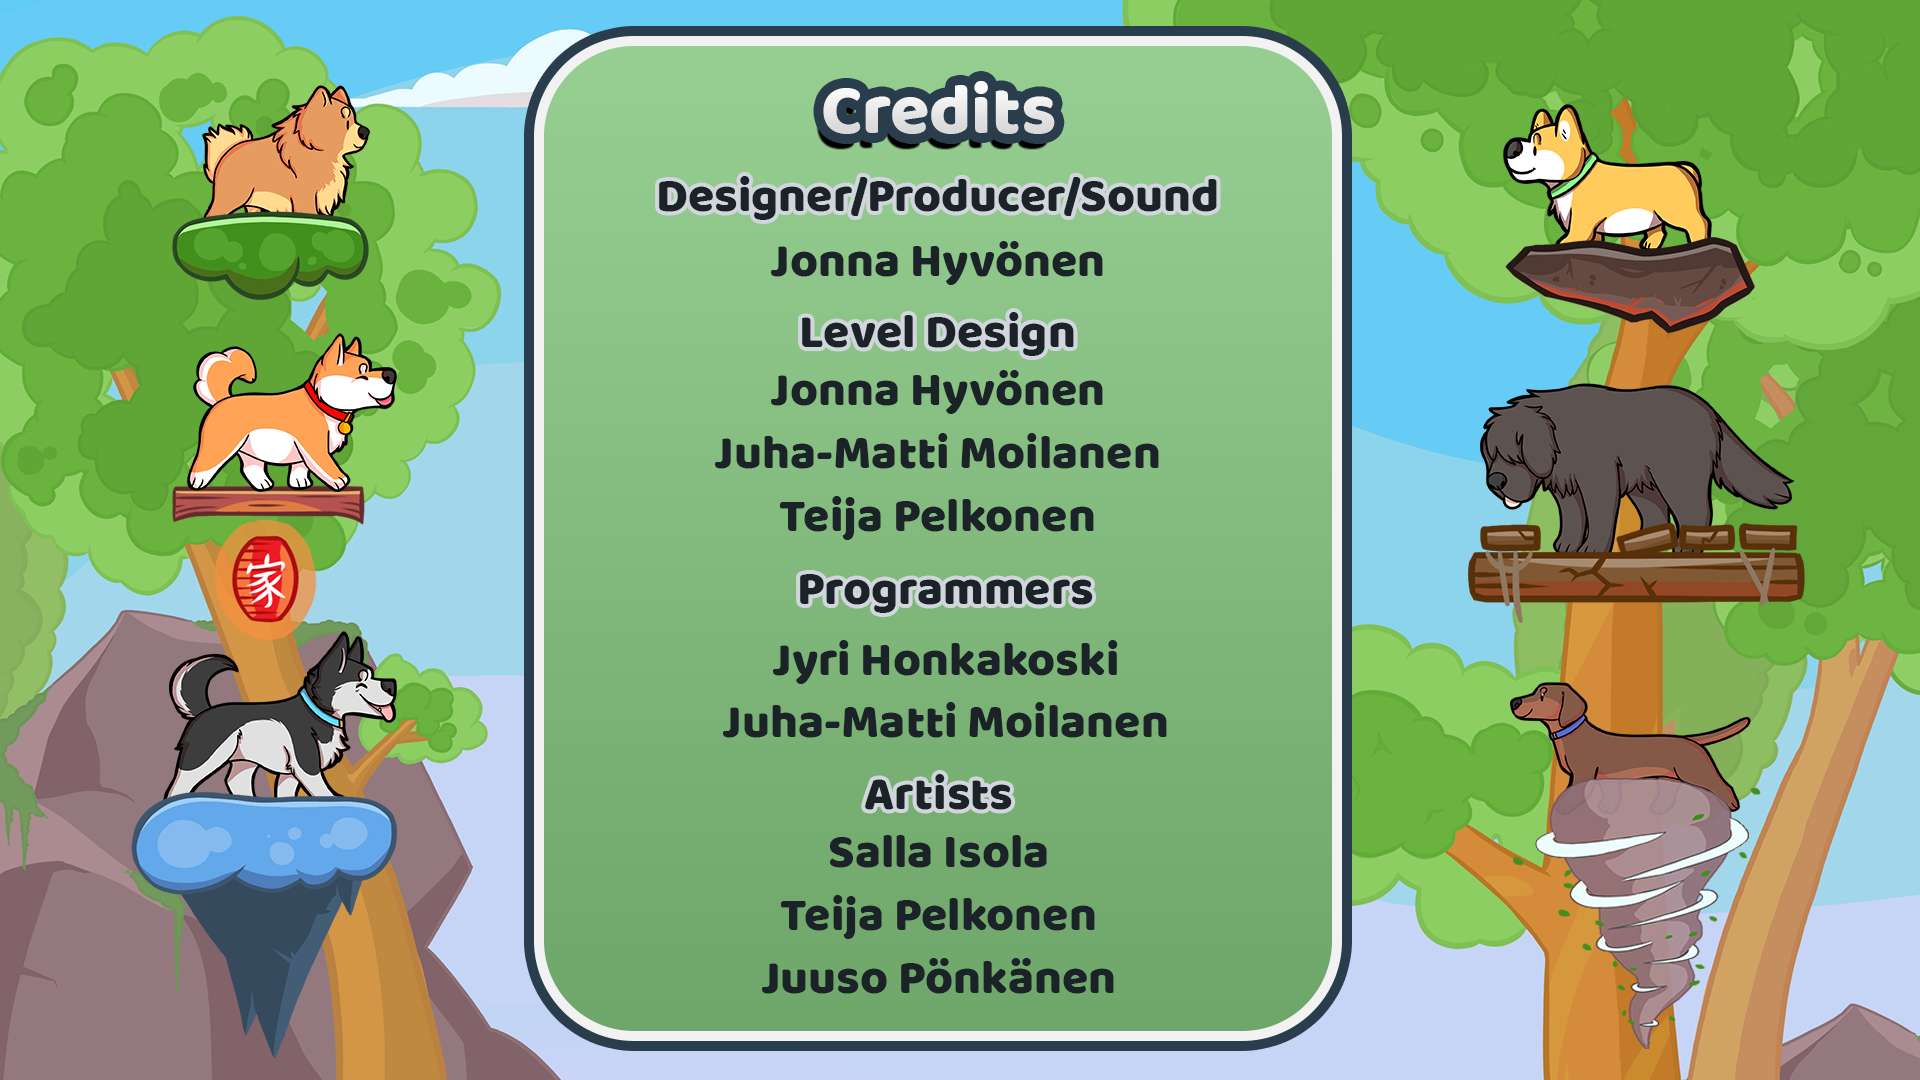 Credits
Designer/Producer/Sound
Jonna Hyvönen
Level Design
Jonna Hyvönen
Juha-Matti Moilanen
Teija Pelkonen
Programmers
Jyri Honkakoski
Juha-Matti Moilanen
Artists
Salla Isola
Teija Pelkonen
Juuso Pönkänen
家